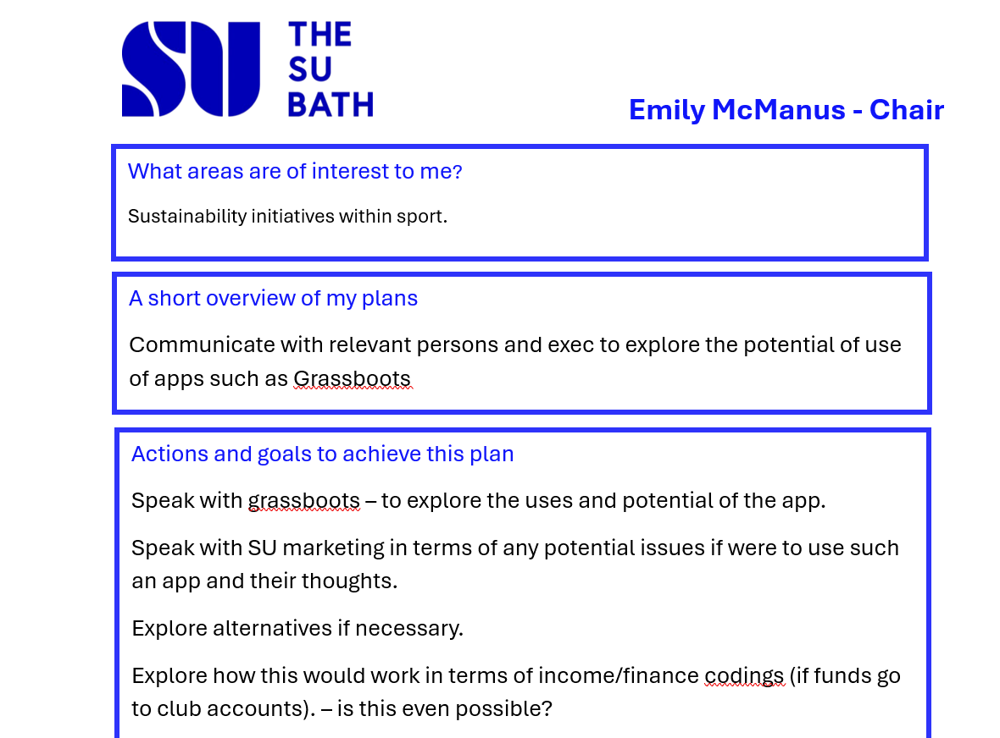 SU
THE
SU
BATH
Emily McManus - Chair
What areas are of interest to me?
Sustainability initiatives within sport.
A short overview of my plans
Communicate with relevant persons and exec to explore the potential of use
of apps such as Grassboots
Actions and goals to achieve this plan
Speak with grassboots – to explore the uses and potential of the app.
Speak with SU marketing in terms of any potential issues if were to use such
an app and their thoughts.
Explore alternatives if necessary.
Explore how this would work in terms of income/finance codings (if funds go
to club accounts). – is this even possible?